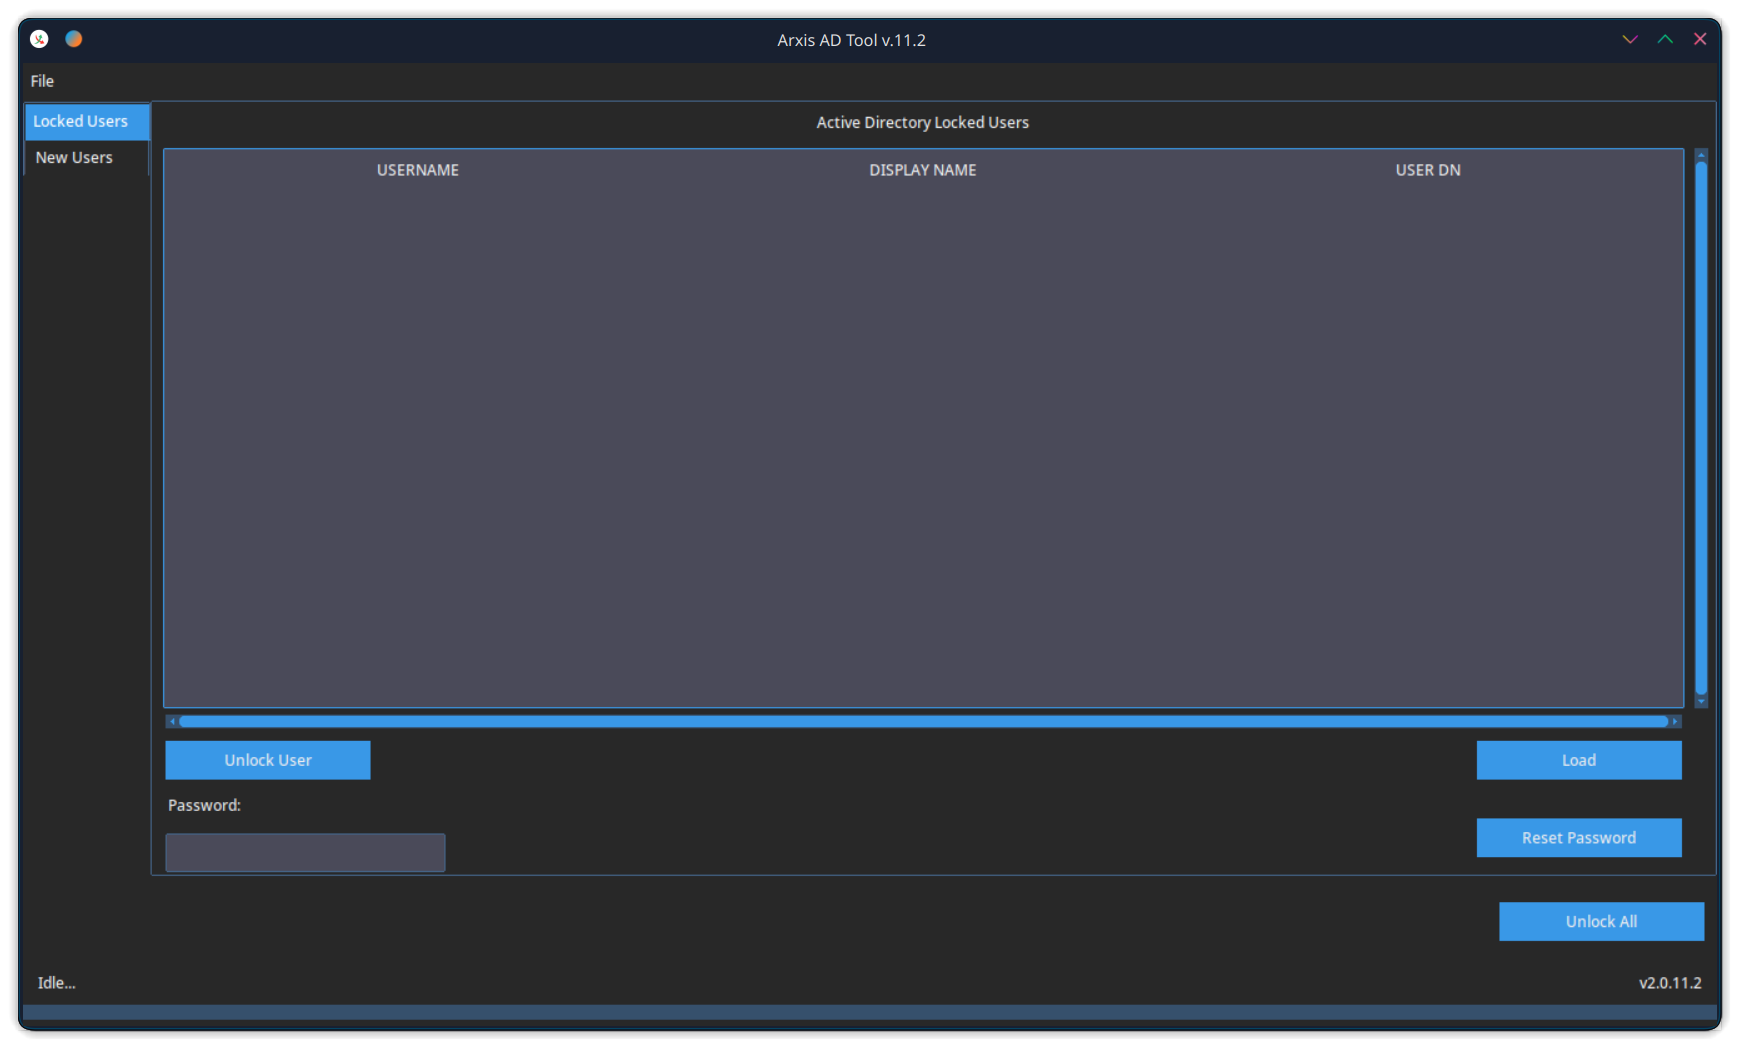 Arxis AD Tool v.11.2
File
Locked Users
New Users
Active Directory Locked Users
USERNAME DISPLAY NAME USER DN
Unlock User
Load
Password:
Reset Password
Unlock All
Idle...
v2.0.11.2